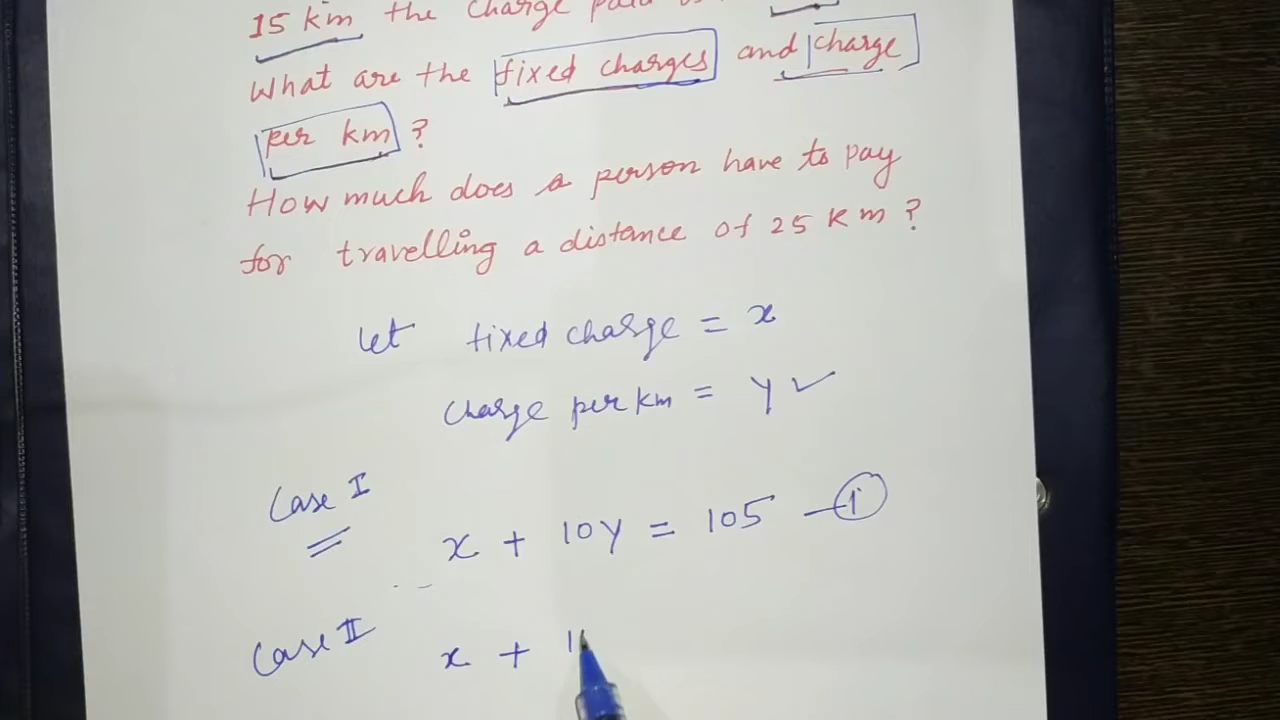 15 km the charge paid
What are the fixed charges and charge
per km ?
How much does a person have to pay
for travelling a distance of 25 Km ?
let fixed charge = x
charge per km = y ✓
Case I
x + 10y = 105 — 1
Case II
x + 1